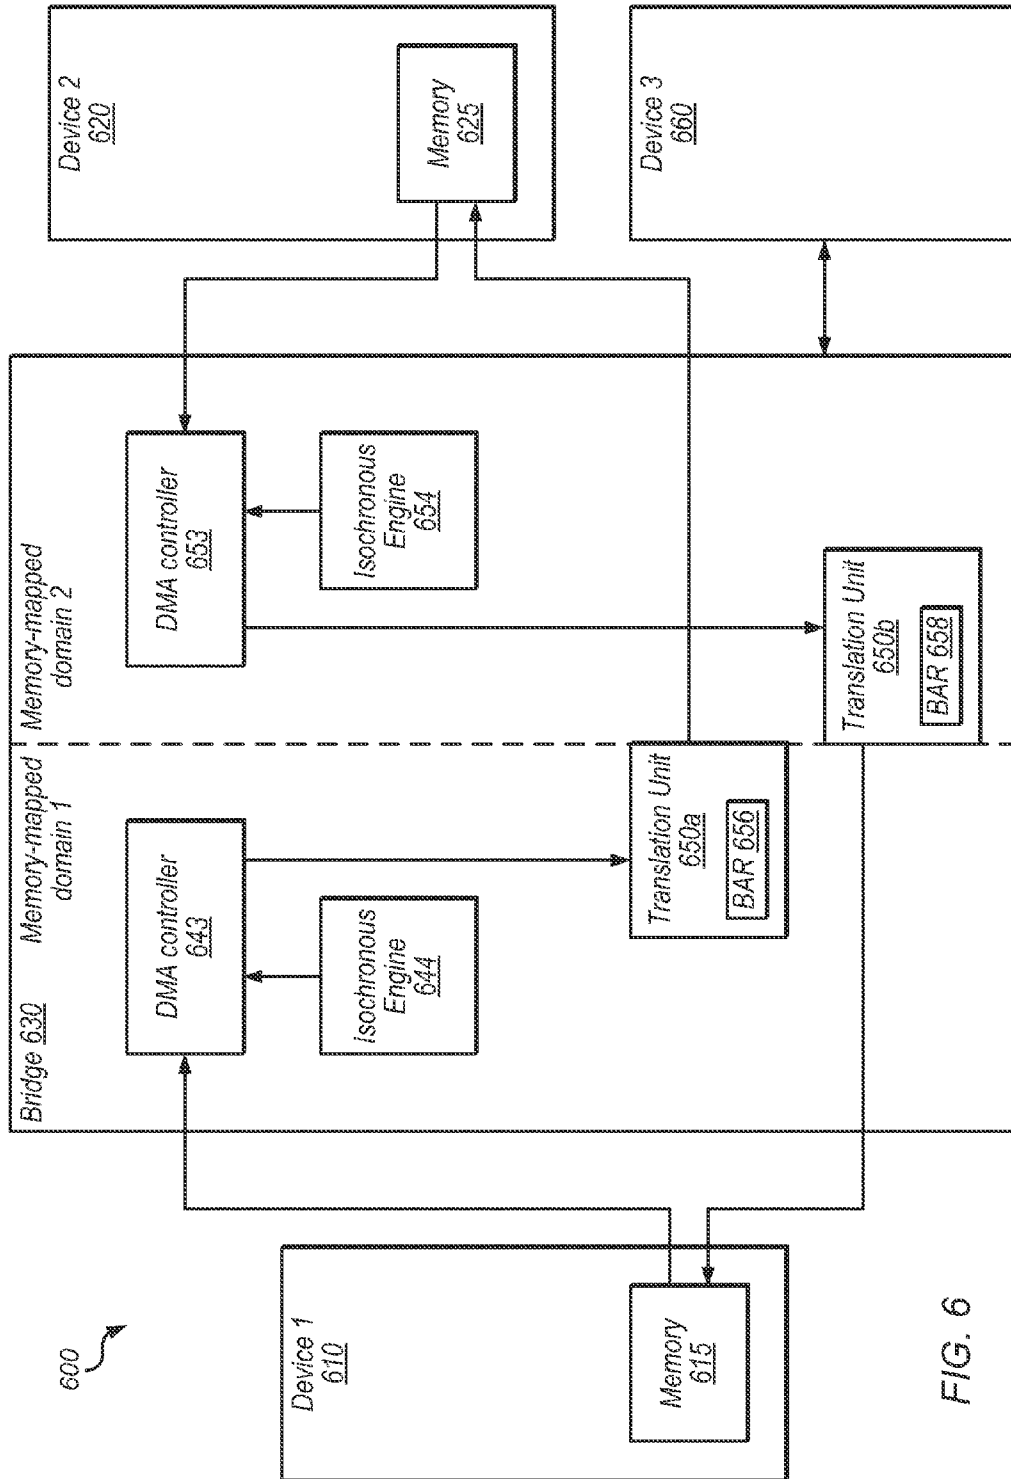 600
Device 1
610
Memory
615
Bridge 630
Memory-mapped
domain 1
DMA controller
643
Isochronous
Engine
644
Translation Unit
650a
BAR 656
Memory-mapped
domain 2
DMA controller
653
Isochronous
Engine
654
Translation Unit
650b
BAR 658
Device 2
620
Memory
625
Device 3
660
FIG. 6